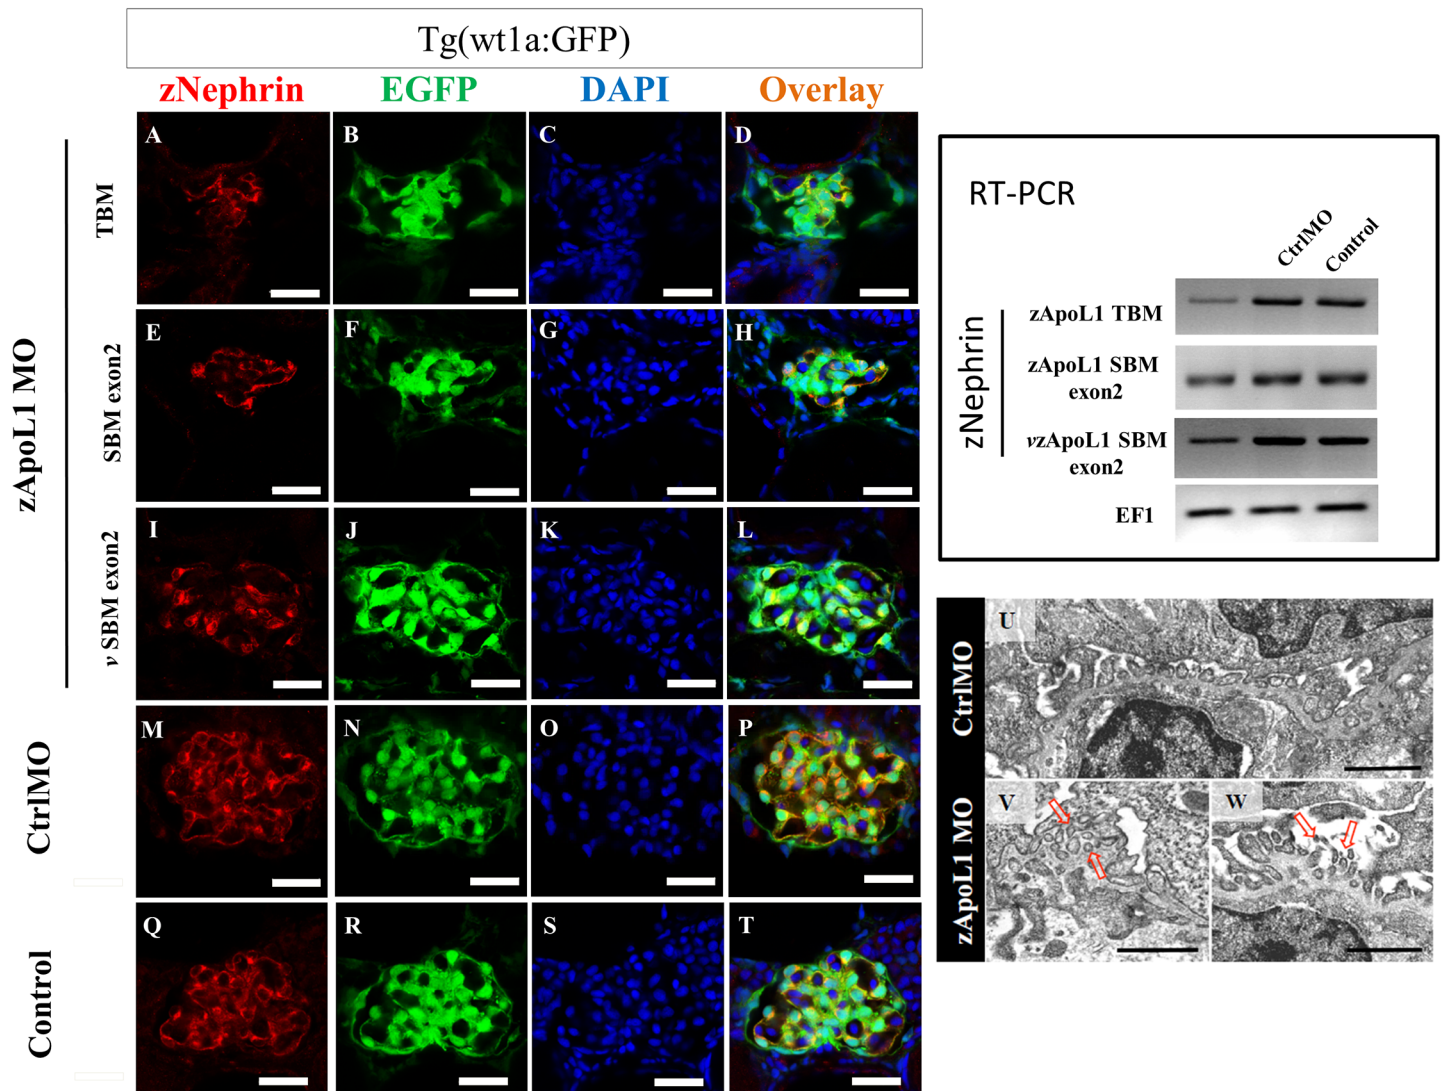 Tg(wt1a:GFP)
zNephrin EGFP DAPI Overlay
zApoL1 MO
TBM
A B C D
SBM exon2
E F G H
v SBM exon2
I J K L
CtrlMO
M N O P
Control
Q R S T
RT-PCR
CtrlMO Control
zNephrin
zApoL1 TBM
zApoL1 SBM
exon2
vzApoL1 SBM
exon2
EF1
CtrlMO
U
zApoL1 MO
V W